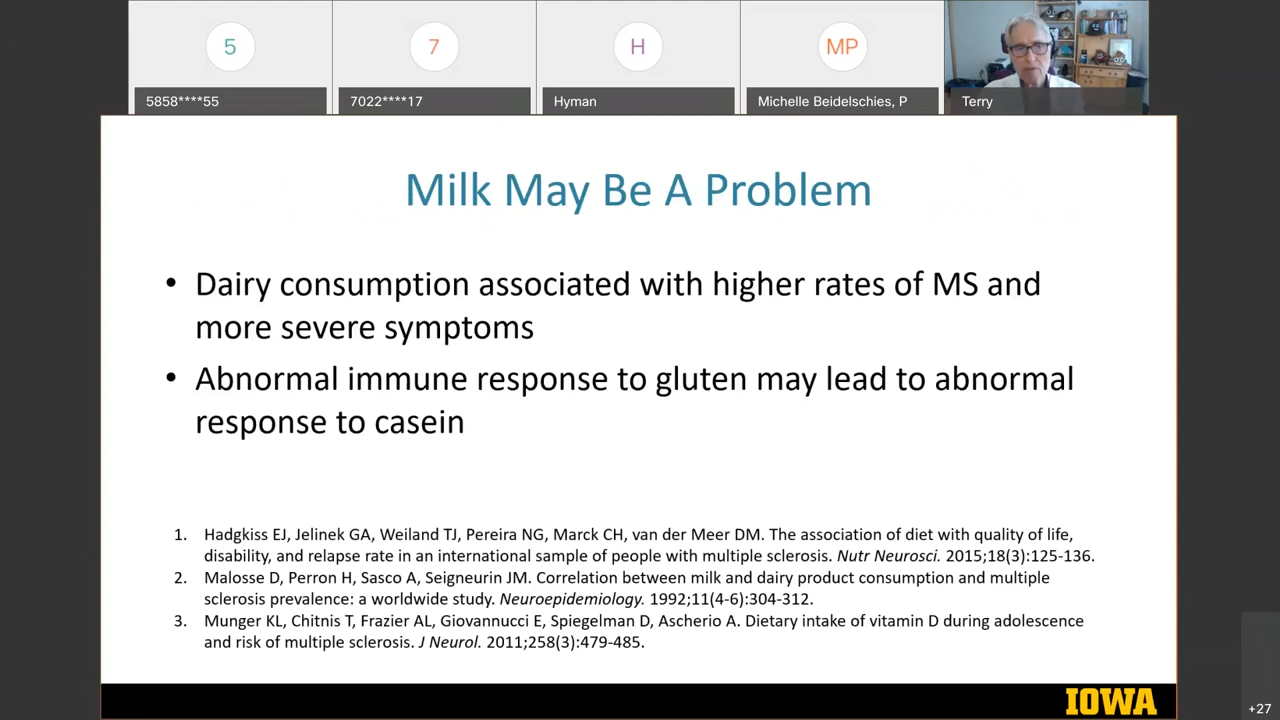 5
7
H
MP
5858****55
7022****17
Hyman
Michelle Beidelschies, P
Terry
Milk May Be A Problem
• Dairy consumption associated with higher rates of MS and
more severe symptoms
• Abnormal immune response to gluten may lead to abnormal
response to casein
1. Hadgkiss EJ, Jelinek GA, Weiland TJ, Pereira NG, Marck CH, van der Meer DM. The association of diet with quality of life,
disability, and relapse rate in an international sample of people with multiple sclerosis. Nutr Neurosci. 2015;18(3):125-136.
2. Malosse D, Perron H, Sasco A, Seigneurin JM. Correlation between milk and dairy product consumption and multiple
sclerosis prevalence: a worldwide study. Neuroepidemiology. 1992;11(4-6):304-312.
3. Munger KL, Chitnis T, Frazier AL, Giovannucci E, Spiegelman D, Ascherio A. Dietary intake of vitamin D during adolescence
and risk of multiple sclerosis. J Neurol. 2011;258(3):479-485.
IOWA
+27